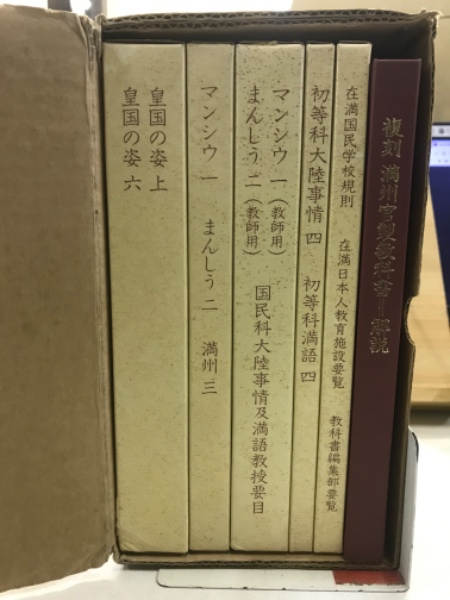 複刻 満州官製教科書―解説
在満国民学校規則 在満日本人教育施設要覧 教科書編集部要覧
初等科大陸事情 四 初等科満語 四
マンシウ 一（教師用）
まんしう 二（教師用） 国民科大陸事情及満語教授要目
マンシウ 一 まんしう 二 満州 三
皇国の姿 上
皇国の姿 六